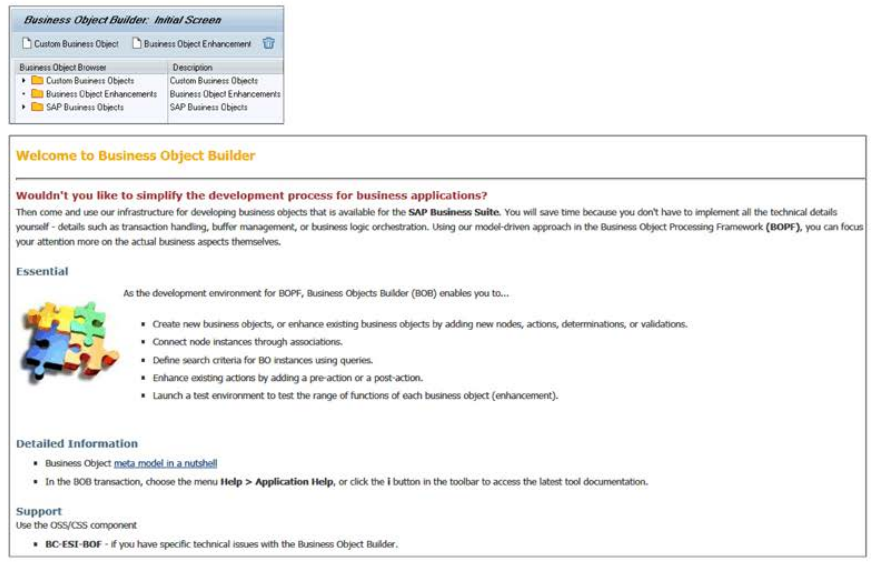 Business Object Builder: Initial Screen
Custom Business Object Business Object Enhancement
Business Object Browser Description
Custom Business Objects Custom Business Objects
Business Object Enhancements Business Object Enhancements
SAP Business Objects SAP Business Objects
Welcome to Business Object Builder
Wouldn't you like to simplify the development process for business applications?
Then come and use our infrastructure for developing business objects that is available for the SAP Business Suite. You will save time because you don't have to implement all the technical details
yourself - details such as transaction handling, buffer management, or business logic orchestration. Using our model-driven approach in the Business Object Processing Framework (BOPF), you can focus
your attention more on the actual business aspects themselves.
Essential
As the development environment for BOPF, Business Objects Builder (BOB) enables you to...
▪ Create new business objects, or enhance existing business objects by adding new nodes, actions, determinations, or validations.
▪ Connect node instances through associations.
▪ Define search criteria for BO instances using queries.
▪ Enhance existing actions by adding a pre-action or a post-action.
▪ Launch a test environment to test the range of functions of each business object (enhancement).
Detailed Information
▪ Business Object meta model in a nutshell
▪ In the BOB transaction, choose the menu Help > Application Help, or click the i button in the toolbar to access the latest tool documentation.
Support
Use the OSS/CSS component
▪ BC-ESI-BOF - if you have specific technical issues with the Business Object Builder.